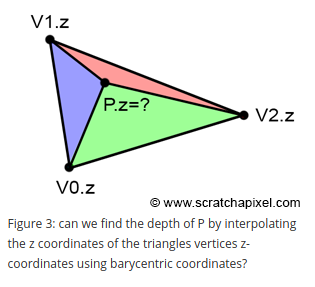 V1.z
P.z=?
V2.z
V0.z
© www.scratchapixel.com
Figure 3: can we find the depth of P by interpolating
the z coordinates of the triangles vertices z-
coordinates using barycentric coordinates?